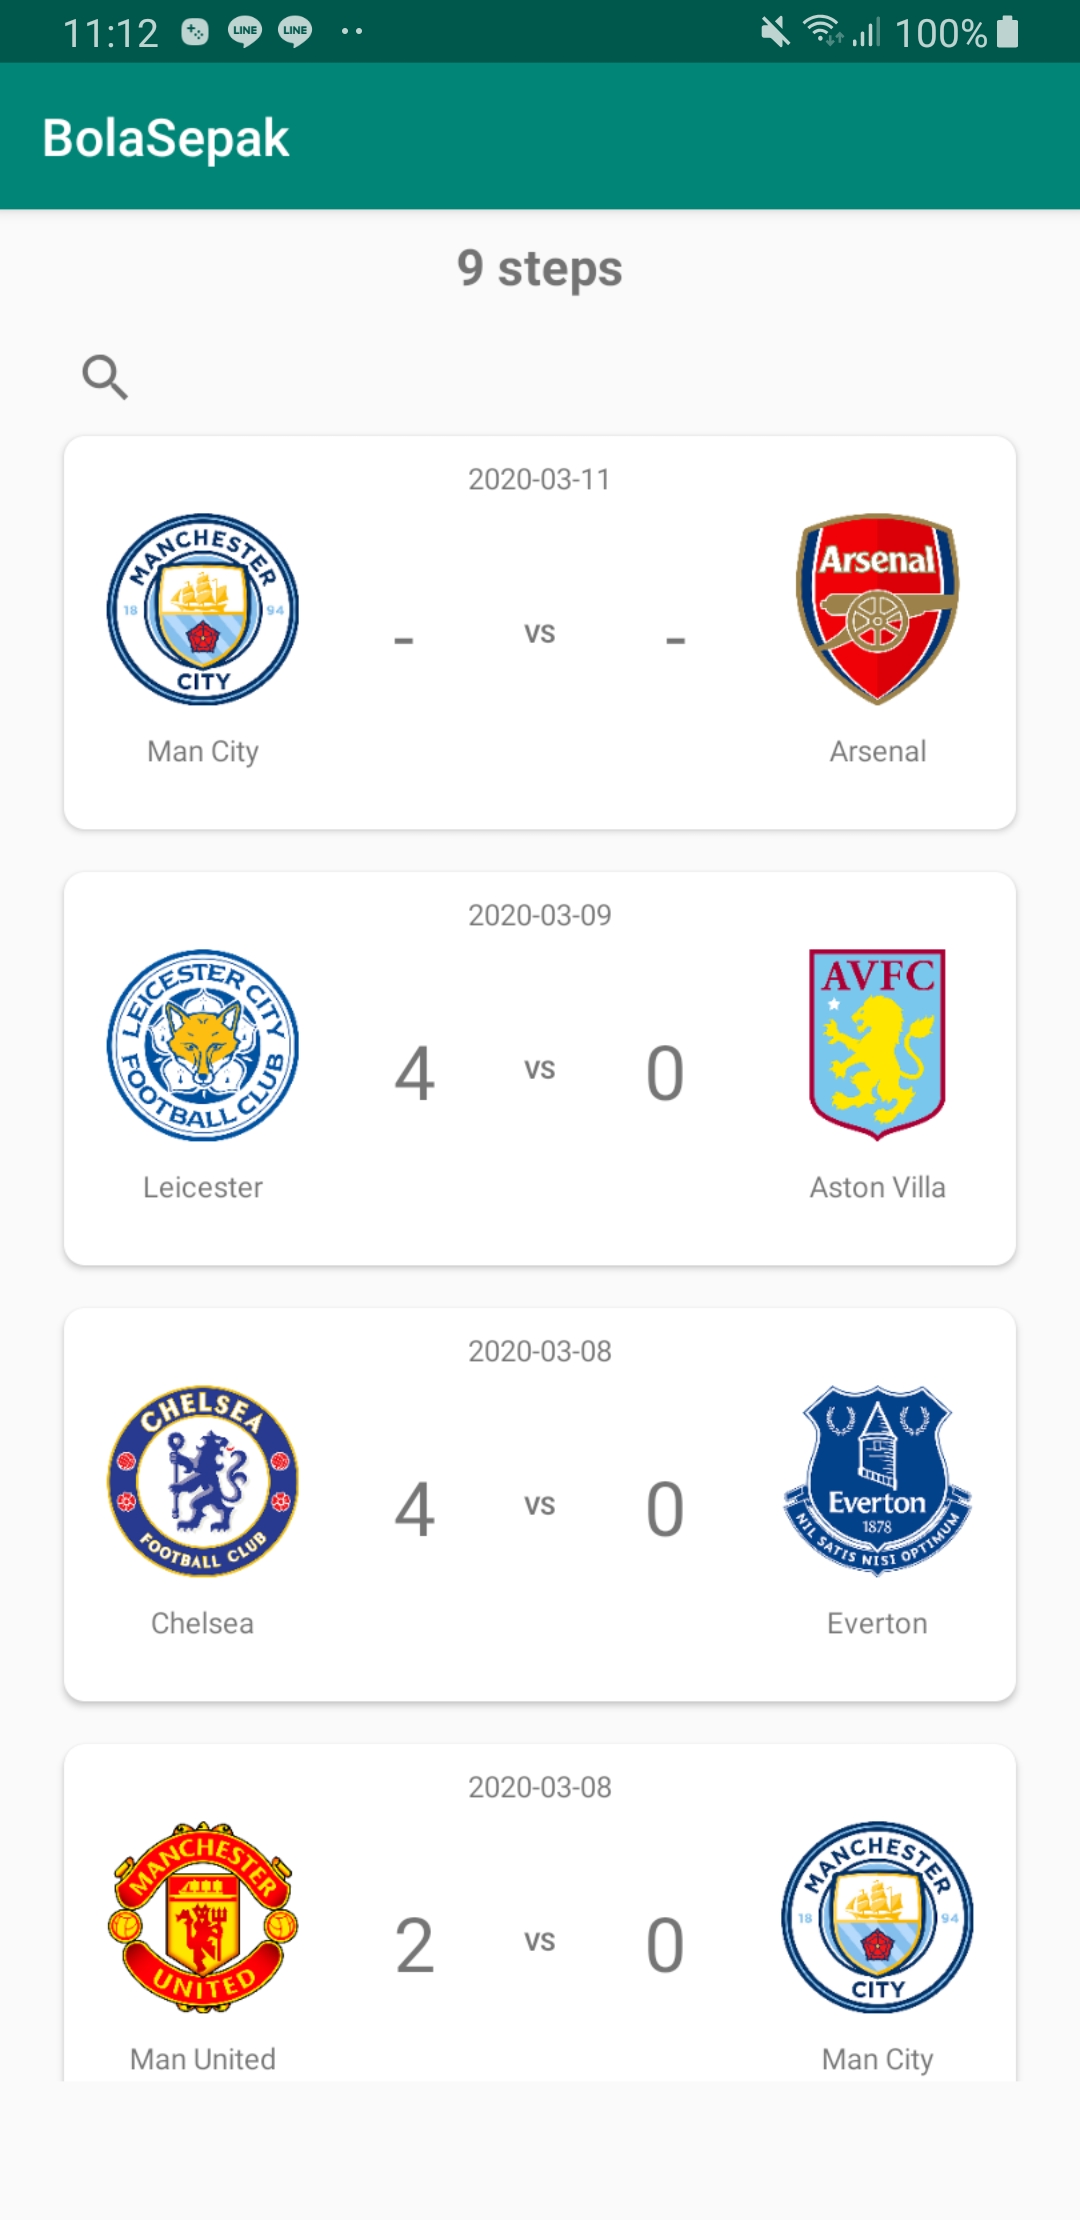 11:12 LINE LINE 100%
BolaSepak
9 steps
2020-03-11
MANCHESTER
18 94
CITY
Arsenal
- vs -
Man City Arsenal
2020-03-09
LEICESTER CITY
FOOTBALL CLUB
AVFC
4 vs 0
Leicester Aston Villa
2020-03-08
CHELSEA
FOOTBALL CLUB
Everton
1878
NIL SATIS NISI OPTIMUM
4 vs 0
Chelsea Everton
2020-03-08
MANCHESTER
UNITED
MANCHESTER
18 94
CITY
2 vs 0
Man United Man City